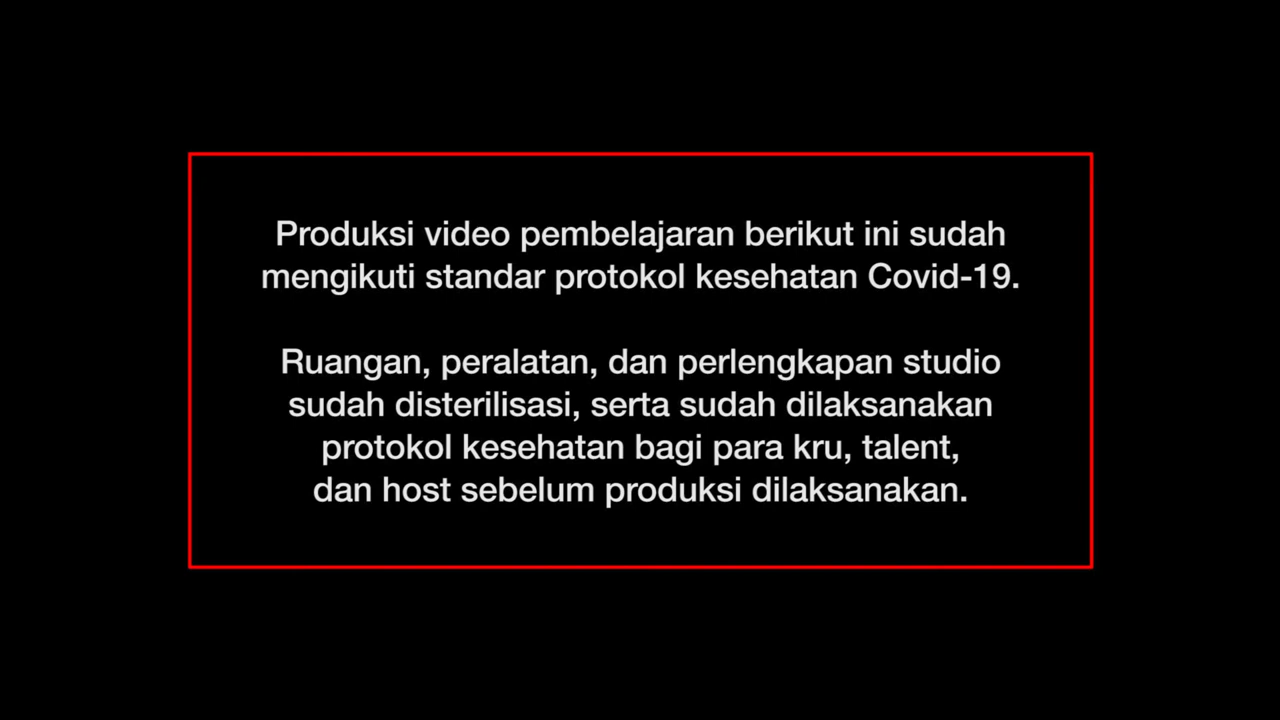 Produksi video pembelajaran berikut ini sudah
mengikuti standar protokol kesehatan Covid-19.
Ruangan, peralatan, dan perlengkapan studio
sudah disterilisasi, serta sudah dilaksanakan
protokol kesehatan bagi para kru, talent,
dan host sebelum produksi dilaksanakan.